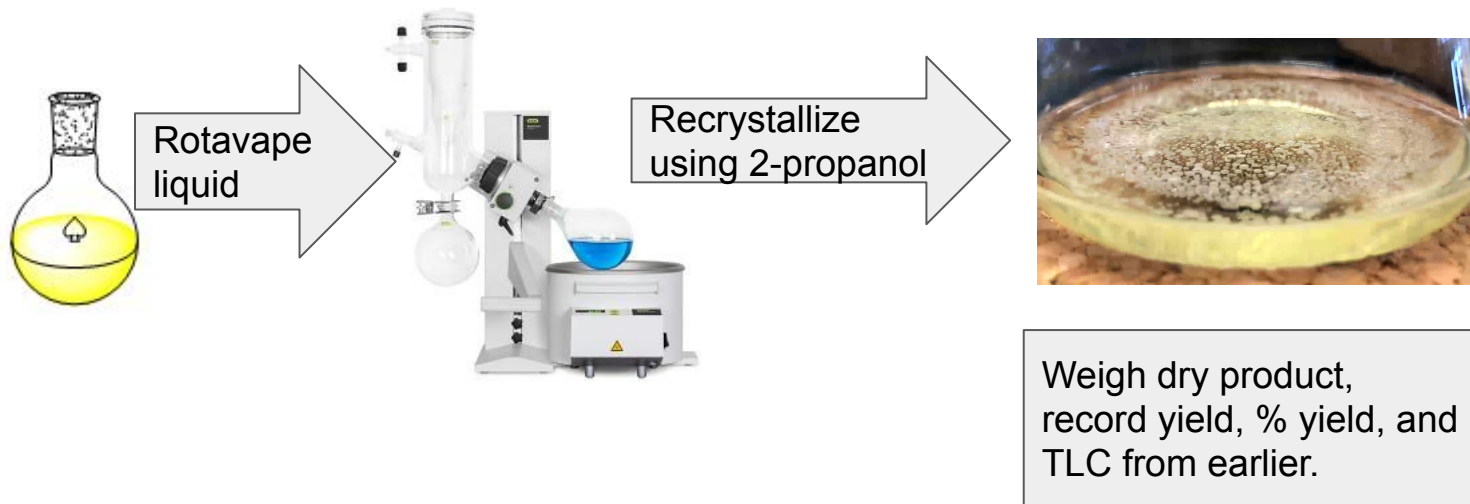 Rotavape
liquid
Recrystallize
using 2-propanol
Weigh dry product,
record yield, % yield, and
TLC from earlier.